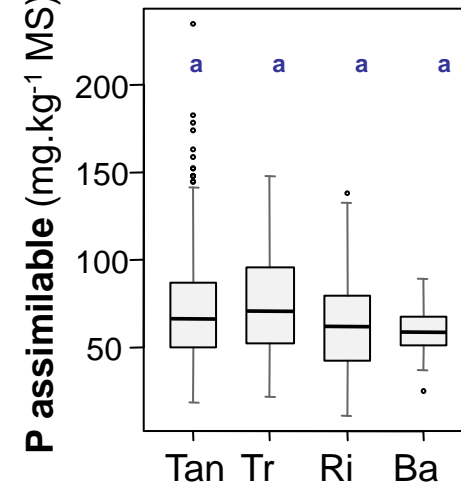 P assimilable (mg.kg⁻¹ MS)
a a a a
200
150
100
50
Tan Tr Ri Ba